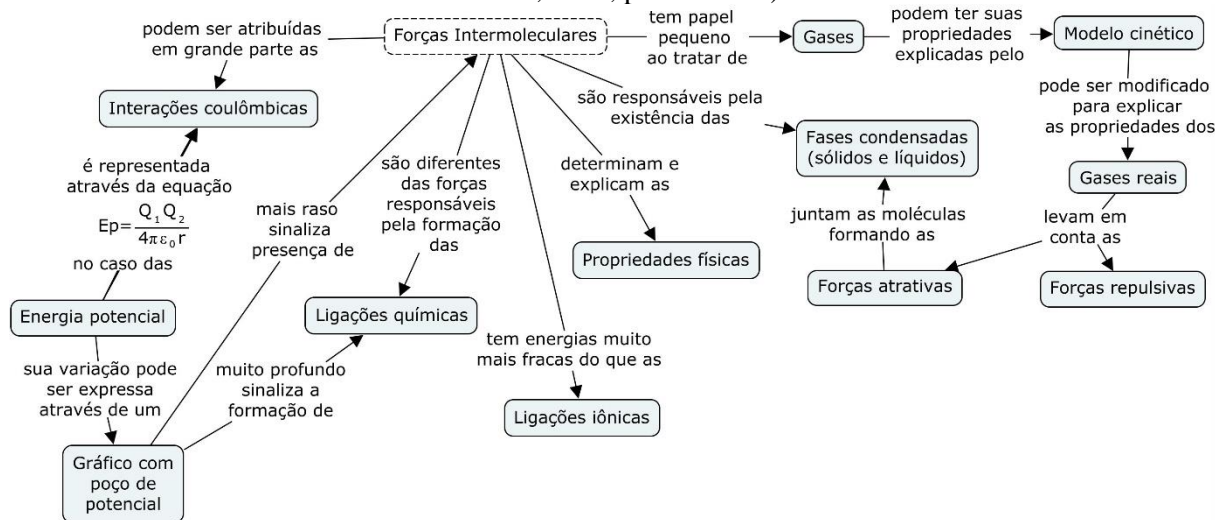 podem ser atribuídas
em grande parte as
Forças Intermoleculares
tem papel
pequeno
ao tratar de
Gases
podem ter suas
propriedades
explicadas pelo
Modelo cinético
Interações coulômbicas
são responsáveis pela
existência das
pode ser modificado
para explicar
as propriedades dos
Fases condensadas
(sólidos e líquidos)
é representada
através da equação
Ep=Q₁Q₂/4πε₀r
no caso das
são diferentes
das forças
responsáveis
pela formação
das
determinam e
explicam as
Gases reais
mais raso
sinaliza
presença de
juntam as moléculas
formando as
levam em
conta as
Propriedades físicas
Forças atrativas
Forças repulsivas
Energia potencial
Ligações químicas
tem energias muito
mais fracas do que as
sua variação pode
ser expressa
através de um
muito profundo
sinaliza a
formação de
Ligações iônicas
Gráfico com
poço de
potencial